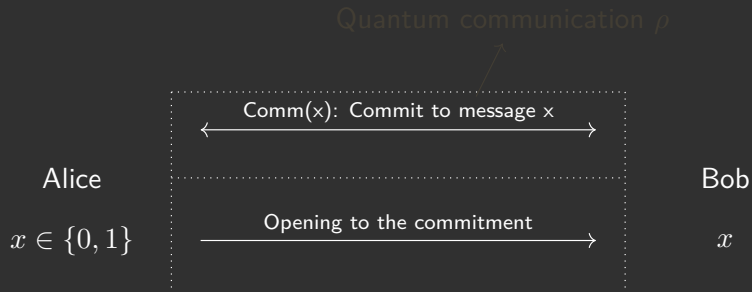 Quantum communication ρ
Comm(x): Commit to message x
Alice
Bob
Opening to the commitment
x ∈ {0, 1}
x